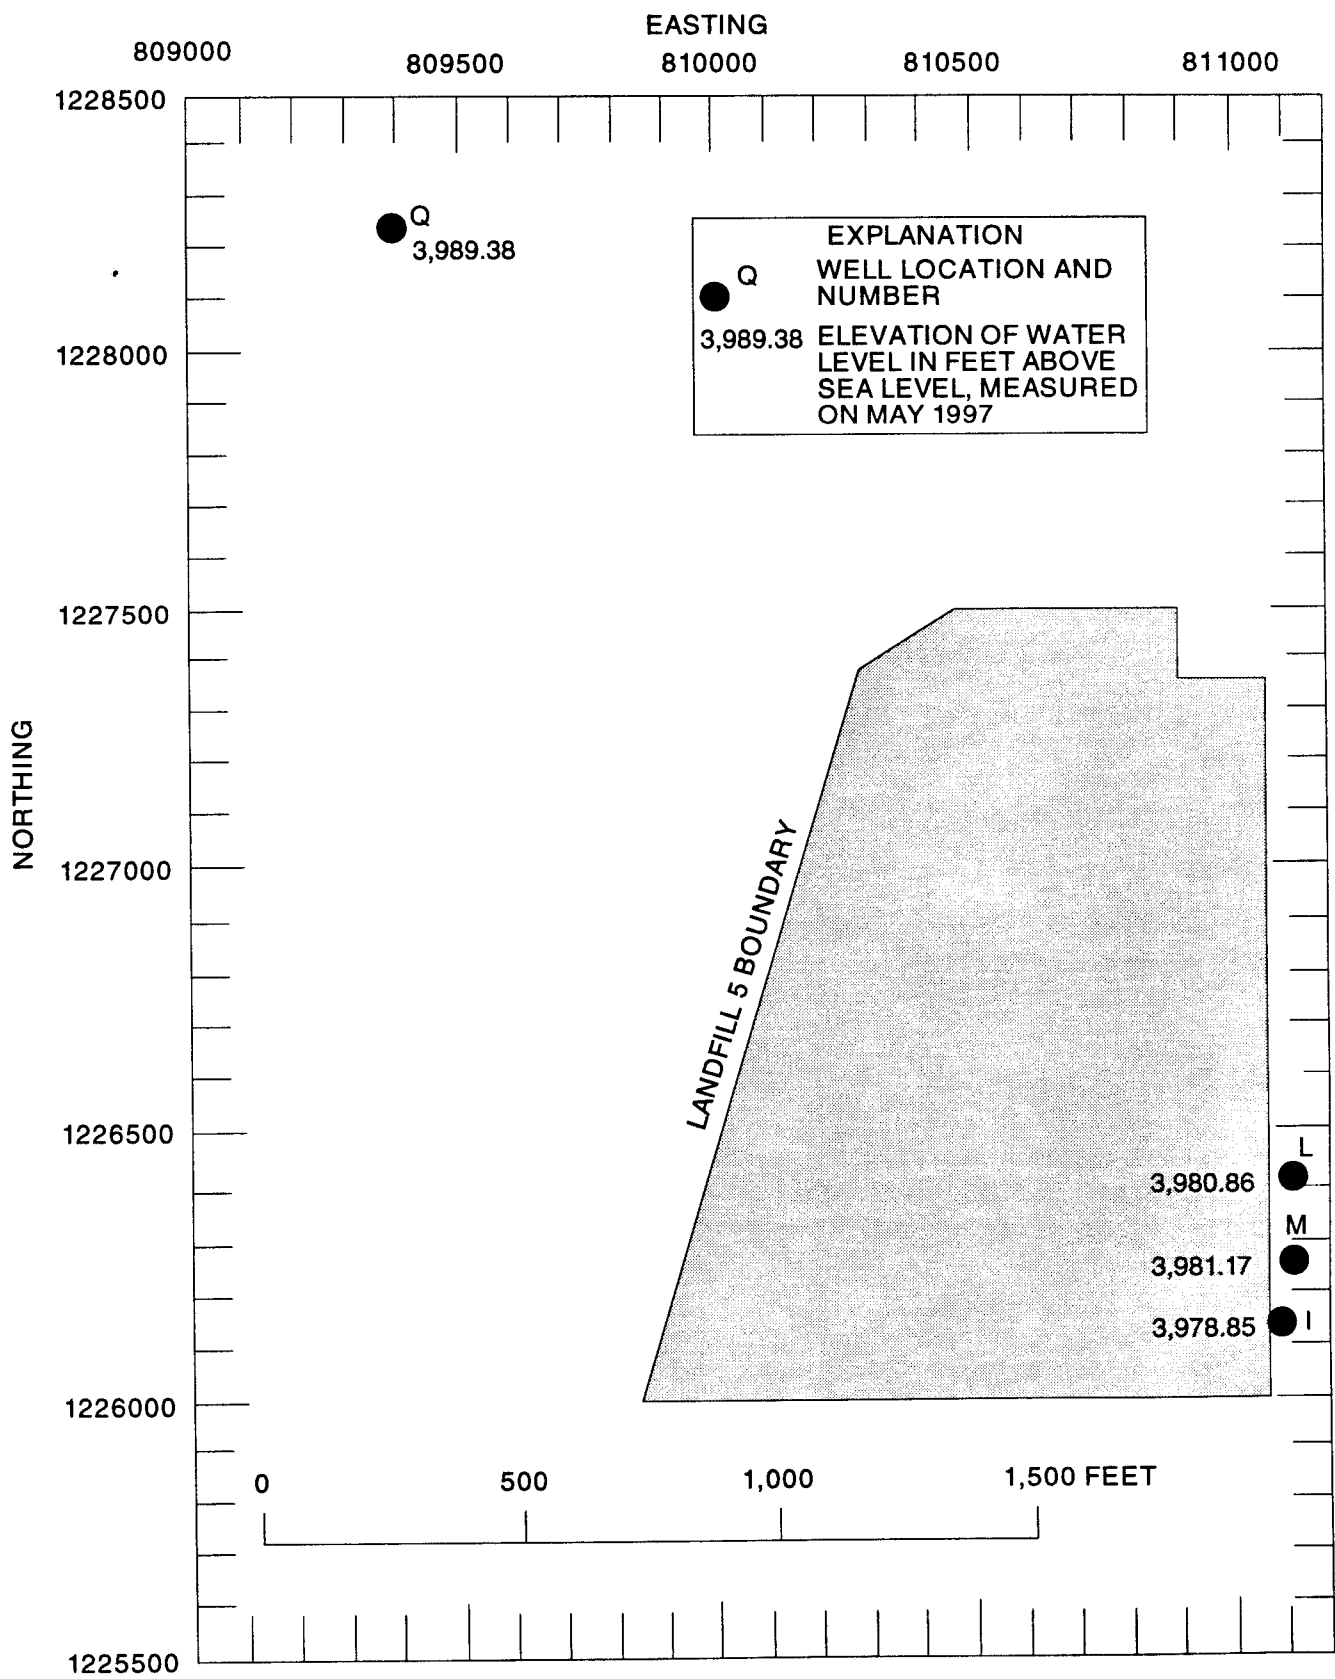 EASTING
809000
809500
810000
810500
811000
1228500
Q
3,989.38
EXPLANATION
Q
WELL LOCATION AND
NUMBER
3,989.38 ELEVATION OF WATER
LEVEL IN FEET ABOVE
SEA LEVEL, MEASURED
ON MAY 1997
1228000
1227500
NORTHING
1227000
LANDFILL 5 BOUNDARY
1226500
L
3,980.86
M
3,981.17
3,978.85
I
1226000
0
500
1,000
1,500 FEET
1225500